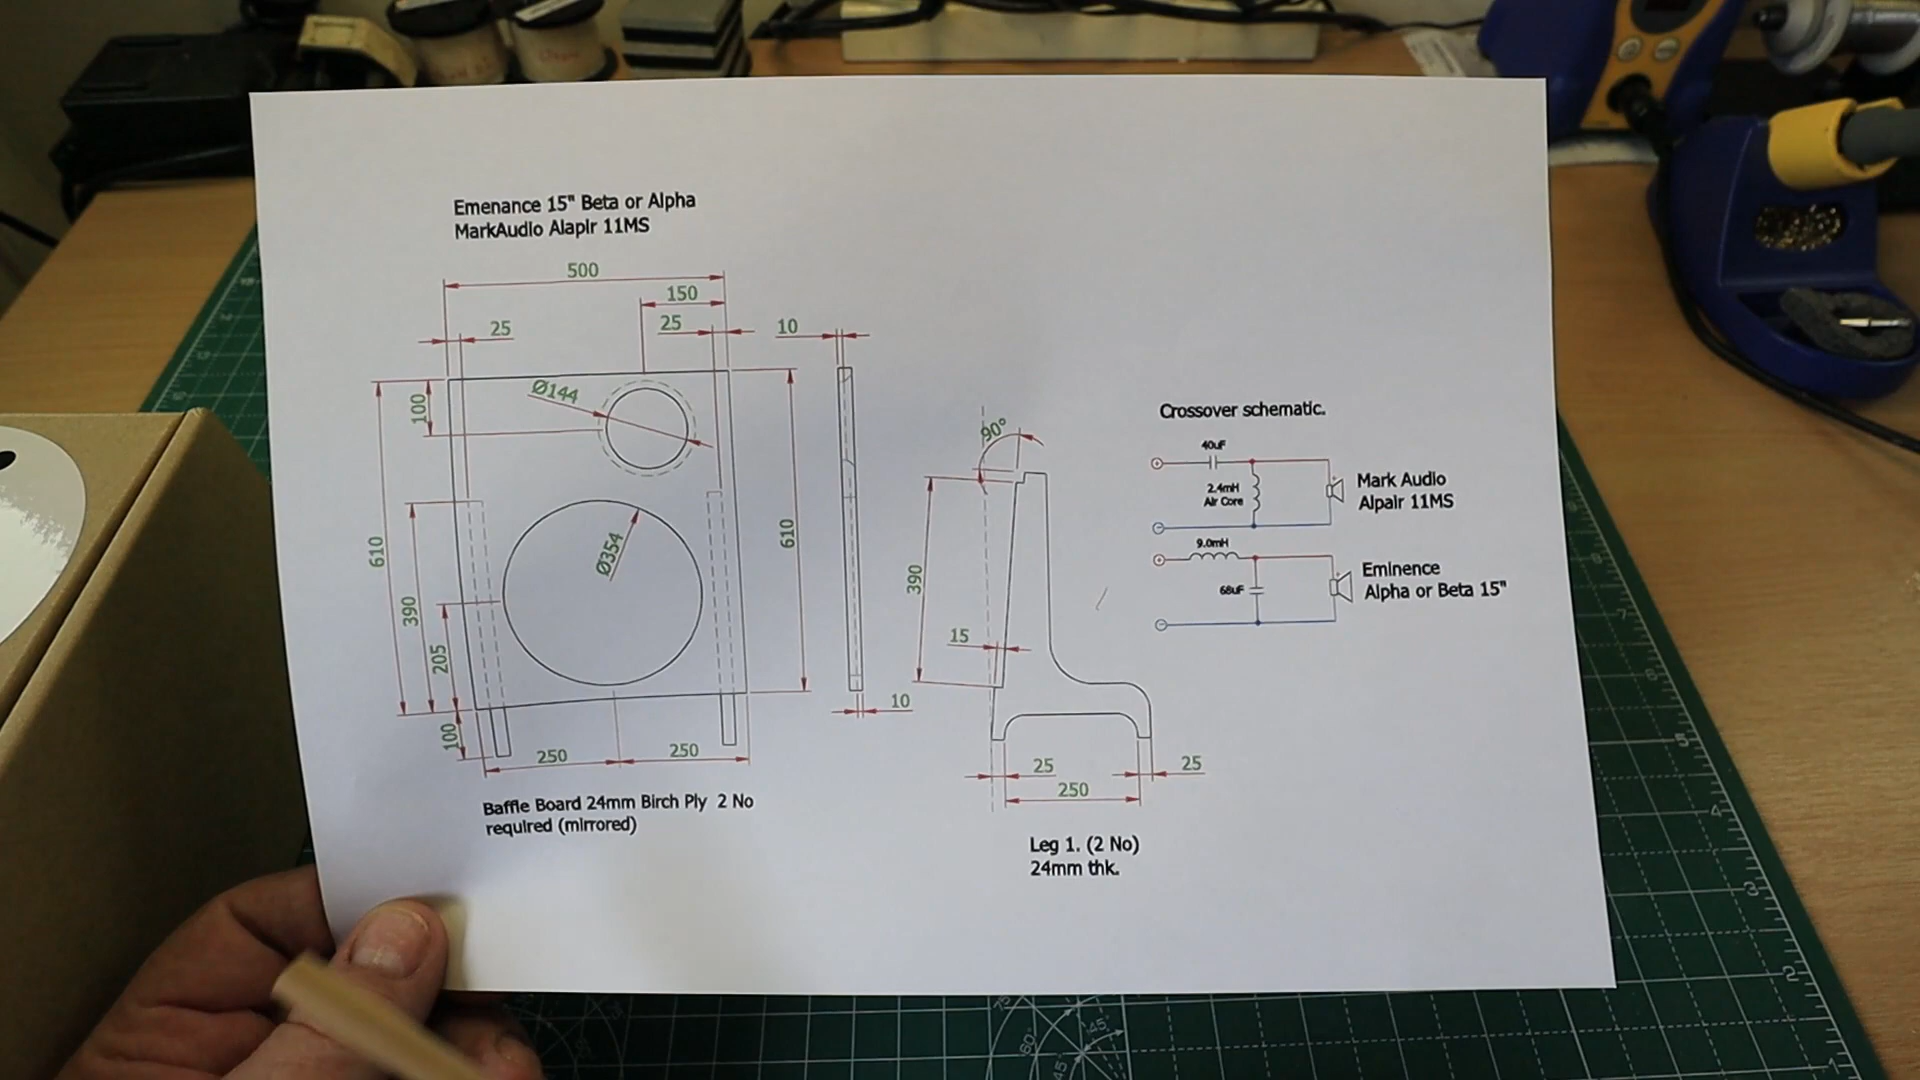 Emenance 15" Beta or Alpha
MarkAudio Alapir 11MS
500
150
25
25
10
Ø144
100
610
390
205
100
Ø354
610
10
250
250
Baffle Board 24mm Birch Ply 2 No
required (mirrored)
90°
390
15
25
25
250
Leg 1. (2 No)
24mm thk.
Crossover schematic.
40uF
2.4mH
Air Core
Mark Audio
Alpair 11MS
9.0mH
68uF
Eminence
Alpha or Beta 15"